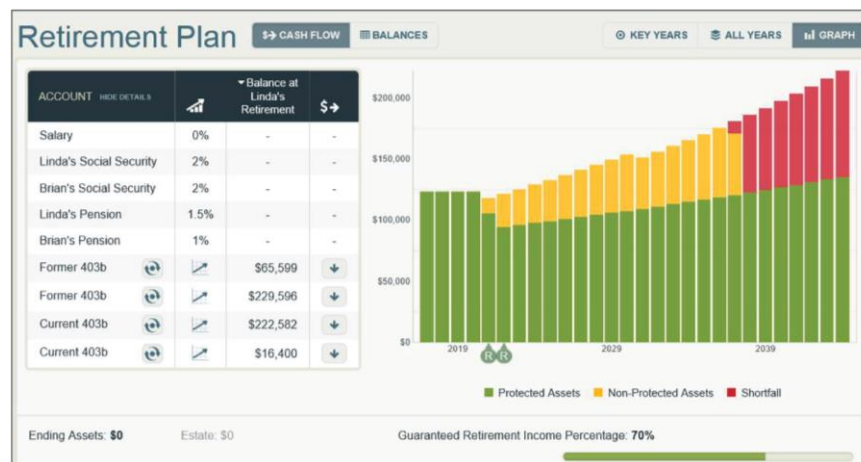 Retirement Plan $→ CASH FLOW BALANCES KEY YEARS ALL YEARS GRAPH
ACCOUNT HIDE DETAILS Balance at Linda's Retirement $→
Salary 0% - -
Linda's Social Security 2% - -
Brian's Social Security 2% - -
Linda's Pension 1.5% - -
Brian's Pension 1% - -
Former 403b $65,599
Former 403b $229,596
Current 403b $222,582
Current 403b $16,400
$200,000
$150,000
$100,000
$50,000
$0
2019 R R 2029 2039
Protected Assets Non-Protected Assets Shortfall
Ending Assets: $0 Estate: $0 Guaranteed Retirement Income Percentage: 70%